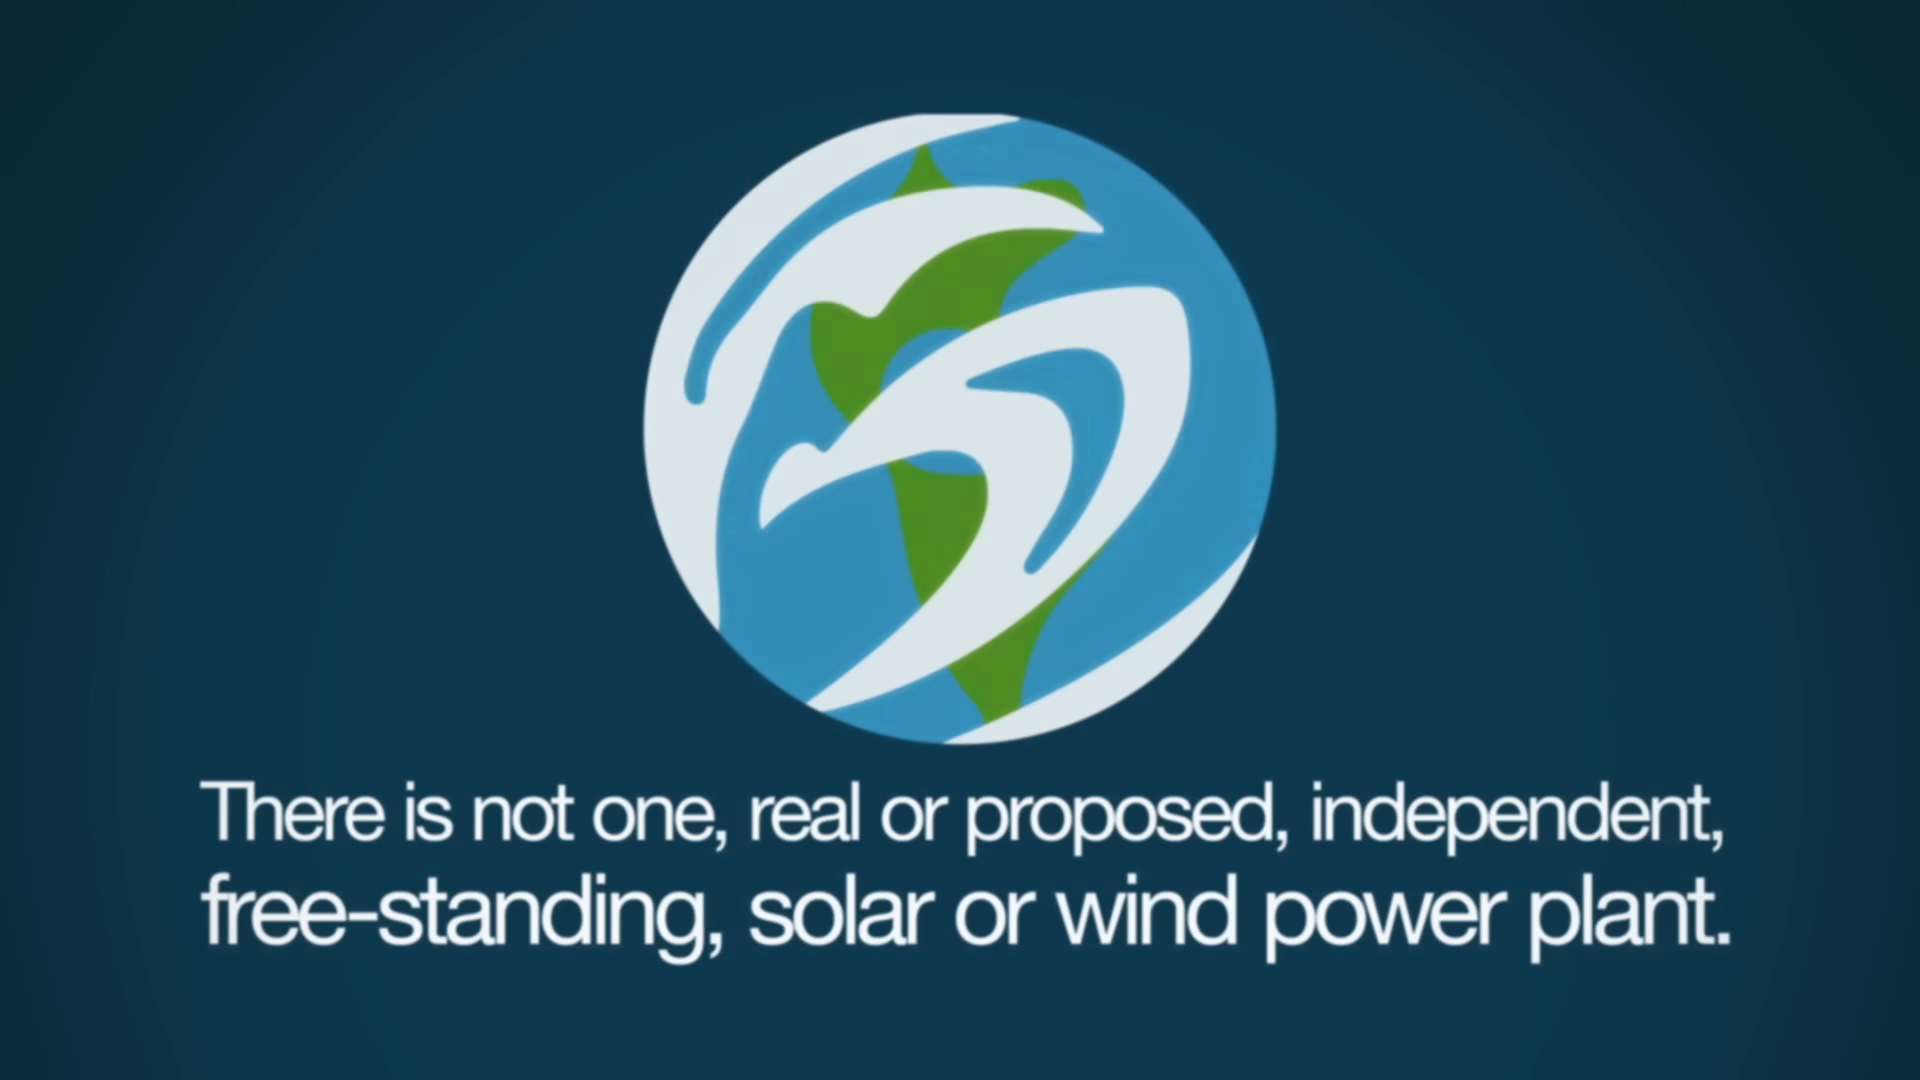 There is not one, real or proposed, independent,
free-standing, solar or wind power plant.